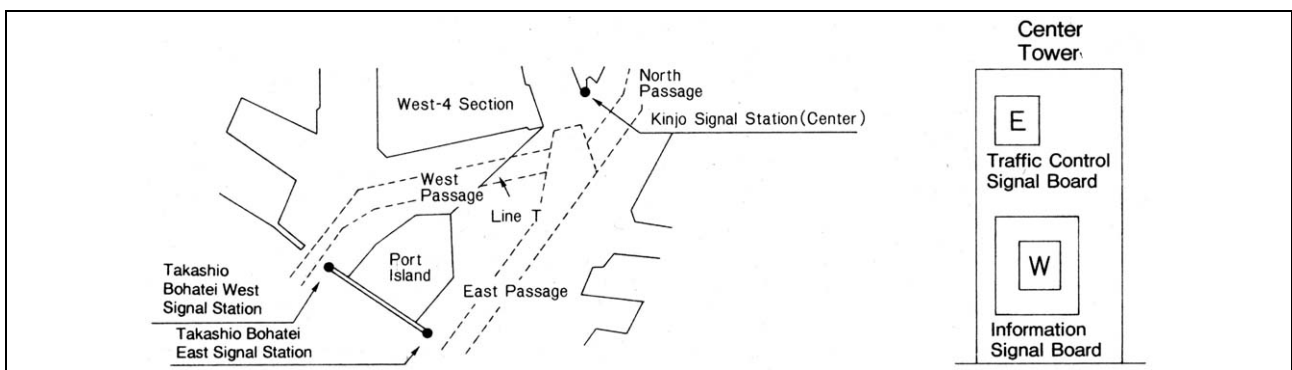 North
Passage
West-4 Section
Kinjo Signal Station(Center)
West
Passage
Line T
Port
Island
Takashio
Bohatei West
Signal Station
East Passage
Takashio Bohatei
East Signal Station
Center
Tower
E
Traffic Control
Signal Board
W
Information
Signal Board